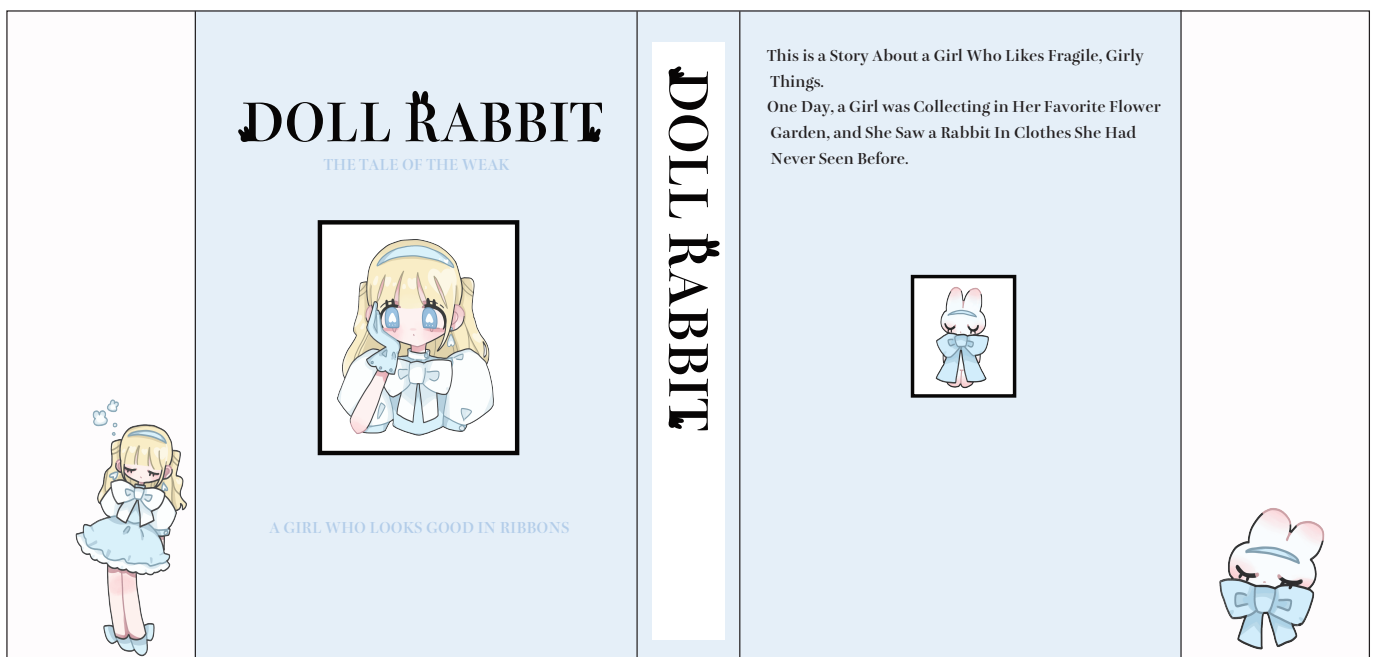 DOLL RABBIT
THE TALE OF THE WEAK
A GIRL WHO LOOKS GOOD IN RIBBONS
DOLL RABBIT
This is a Story About a Girl Who Likes Fragile, Girly
Things.
One Day, a Girl was Collecting in Her Favorite Flower
Garden, and She Saw a Rabbit In Clothes She Had
Never Seen Before.